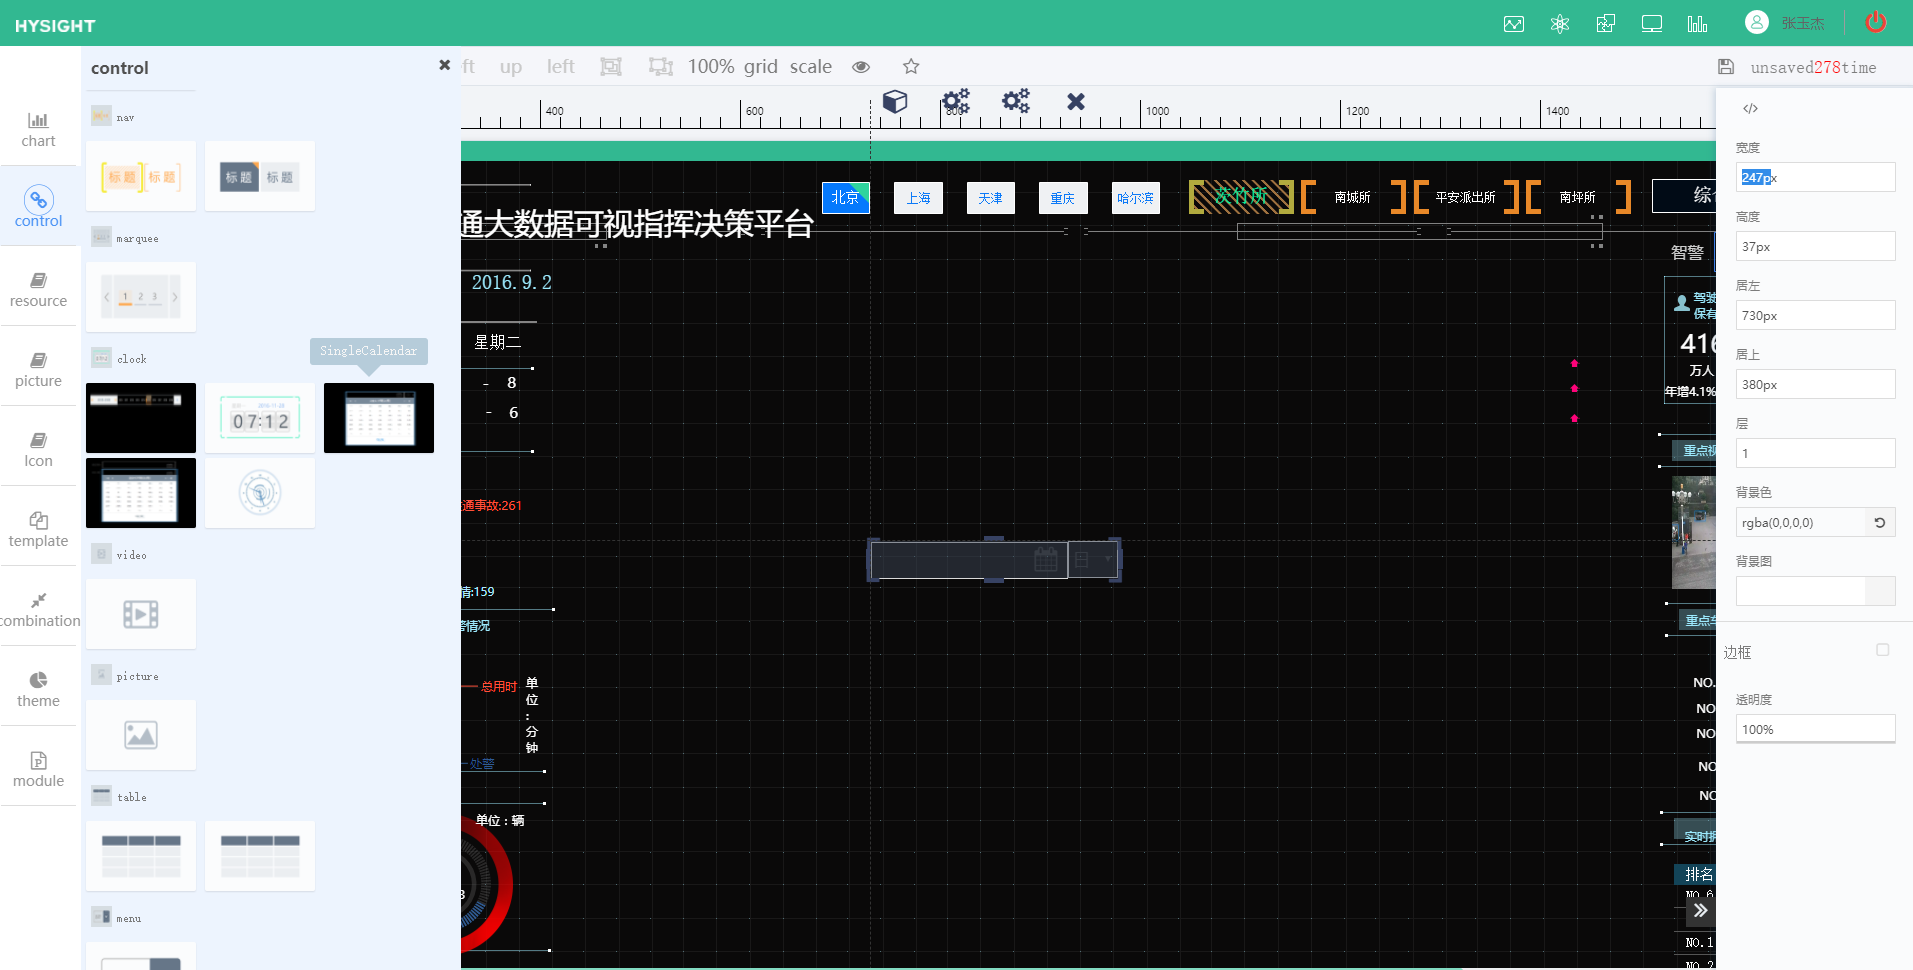 HYSIGHT
张玉杰
control
ft up left 100% grid scale
unsaved278time
chart
control
resource
picture
Icon
template
combination
theme
module
nav
标题 标题
标题 标题
marquee
1 2 3
clock
SingleCalendar
07:12
video
picture
table
menu
400 600 800 1000 1200 1400
北京 上海 天津 重庆 哈尔滨 茨竹所 南城所 平安派出所 南坪所 综
通大数据可视指挥决策平台
2016.9.2
星期二
- 8
- 6
通事故:261
情:159
警情况
总用时
单位:分钟
处警
单位：辆
日
智警
驾驶
保有
416
万人
年增4.1%
重点视
重点车
NO.
NO
NO
NO
NO
实时拥
排名
NO.6
NO.1
NO.2
宽度
247px
高度
37px
居左
730px
居上
380px
层
1
背景色
rgba(0,0,0,0)
背景图
边框
透明度
100%